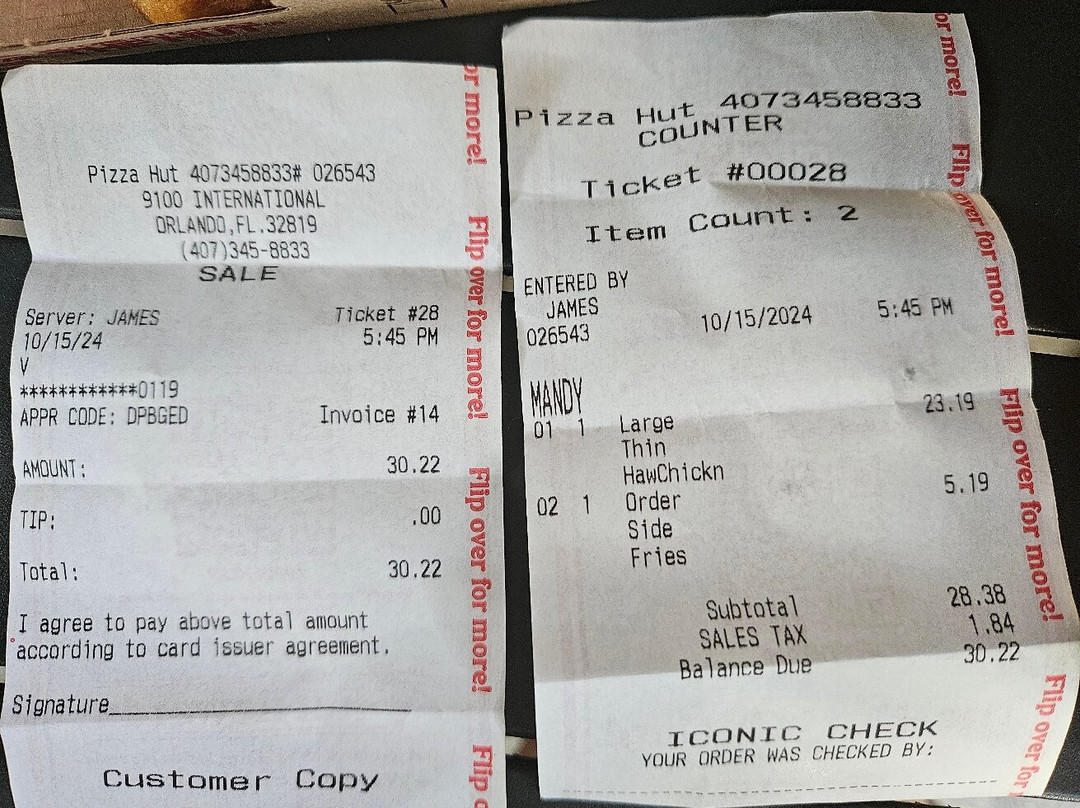 Pizza Hut 4073458833# 026543
9100 INTERNATIONAL
ORLANDO,FL.32819
(407)345-8833
SALE
Server: JAMES Ticket #28
10/15/24 5:45 PM
V
************0119
APPR CODE: DPBGED Invoice #14
AMOUNT: 30.22
TIP: .00
Total: 30.22
I agree to pay above total amount
according to card issuer agreement.
Signature
Customer Copy
or more!
Flip over for more!
Flip over for more!
Flip
Pizza Hut 4073458833
COUNTER
Ticket #00028
Item Count: 2
ENTERED BY
JAMES
026543 10/15/2024 5:45 PM
MANDY
01 1 Large 23.19
Thin
HawChickn
02 1 Order 5.19
Side
Fries
Subtotal 28.38
SALES TAX 1.84
Balance Due 30.22
ICONIC CHECK
YOUR ORDER WAS CHECKED BY:
or more!
Flip over for more!
Flip over for more!
Flip over for